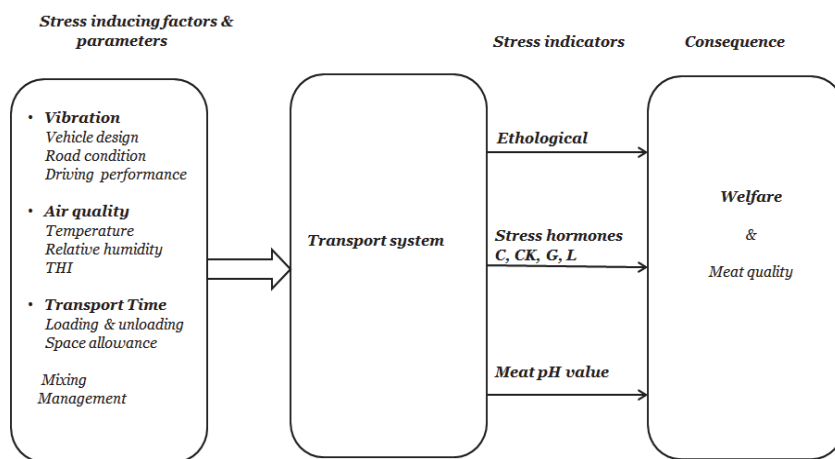 Stress inducing factors &
parameters
• Vibration
Vehicle design
Road condition
Driving performance
• Air quality
Temperature
Relative humidity
THI
• Transport Time
Loading & unloading
Space allowance
Mixing
Management
Transport system
Stress indicators
Ethological
Stress hormones
C, CK, G, L
Meat pH value
Consequence
Welfare
&
Meat quality